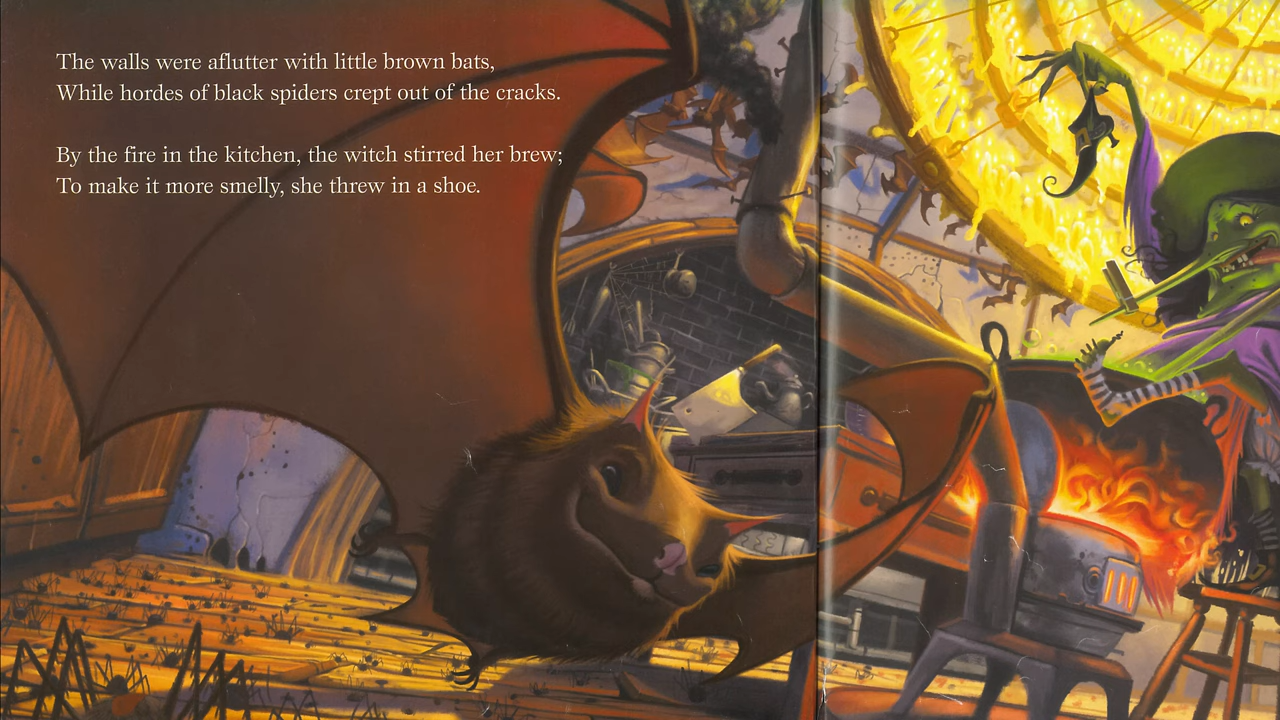 The walls were aflutter with little brown bats,
While hordes of black spiders crept out of the cracks.
By the fire in the kitchen, the witch stirred her brew;
To make it more smelly, she threw in a shoe.